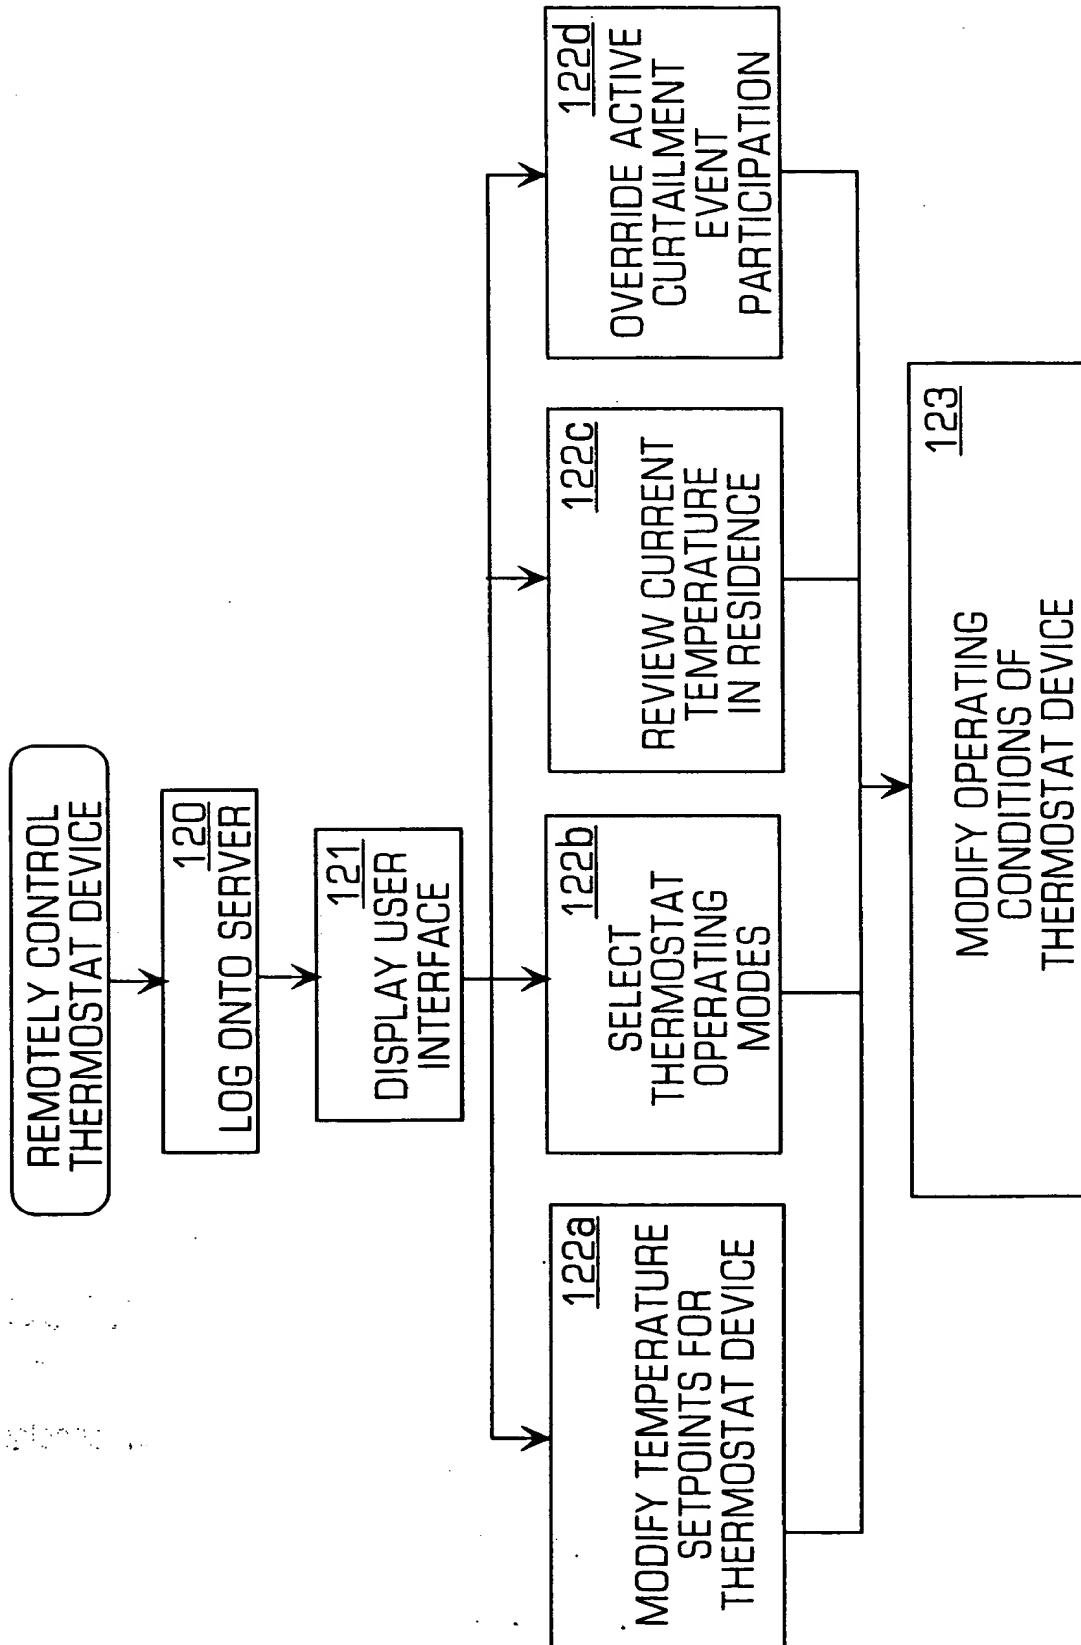 REMOTELY CONTROL
THERMOSTAT DEVICE
120
LOG ONTO SERVER
121
DISPLAY USER
INTERFACE
122a
MODIFY TEMPERATURE
SETPOINTS FOR
THERMOSTAT DEVICE
122b
SELECT
THERMOSTAT
OPERATING
MODES
122c
REVIEW CURRENT
TEMPERATURE
IN RESIDENCE
122d
OVERRIDE ACTIVE
CURTAILMENT
EVENT
PARTICIPATION
123
MODIFY OPERATING
CONDITIONS OF
THERMOSTAT DEVICE